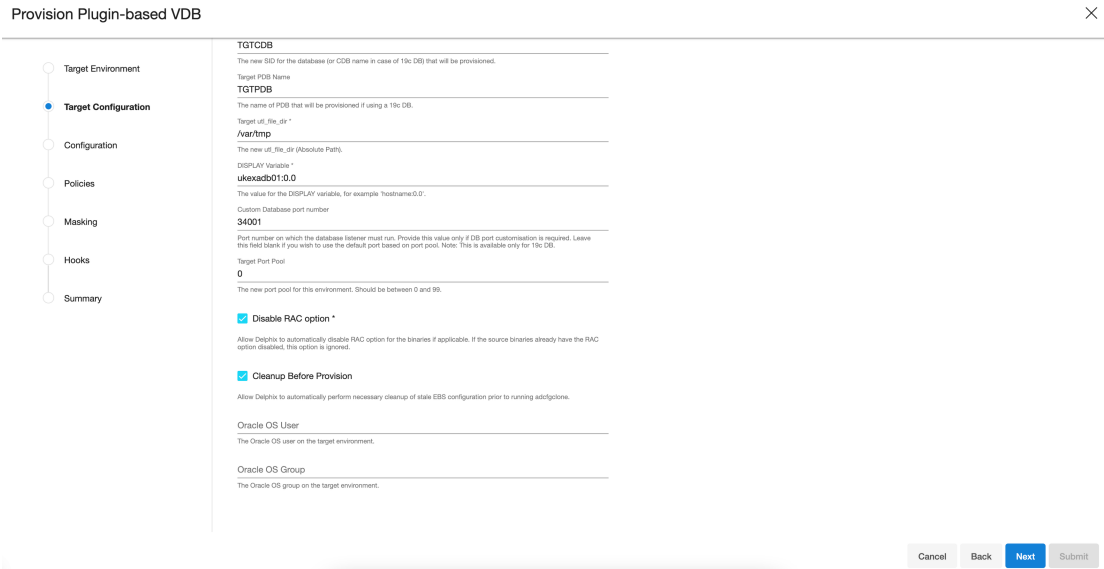 Provision Plugin-based VDB
Target Environment
Target Configuration
Configuration
Policies
Masking
Hooks
Summary
TGTCDB
The new SID for the database (or CDB name in case of 19c DB) that will be provisioned.
Target PDB Name
TGTPDB
The name of PDB that will be provisioned if using a 19c DB.
Target utl_file_dir *
/var/tmp
The new utl_file_dir (Absolute Path).
DISPLAY Variable *
ukexadb01:0.0
The value for the DISPLAY variable, for example 'hostname:0.0'.
Custom Database port number
34001
Port number on which the database listener must run. Provide this value only if DB port customisation is required. Leave
this field blank if you wish to use the default port based on port pool. Note: This is available only for 19c DB.
Target Port Pool
0
The new port pool for this environment. Should be between 0 and 99.
Disable RAC option *
Allow Delphix to automatically disable RAC option for the binaries if applicable. If the source binaries already have the RAC
option disabled, this option is ignored.
Cleanup Before Provision
Allow Delphix to automatically perform necessary cleanup of stale EBS configuration prior to running adcfgclone.
Oracle OS User
The Oracle OS user on the target environment.
Oracle OS Group
The Oracle OS group on the target environment.
Cancel
Back
Next
Submit